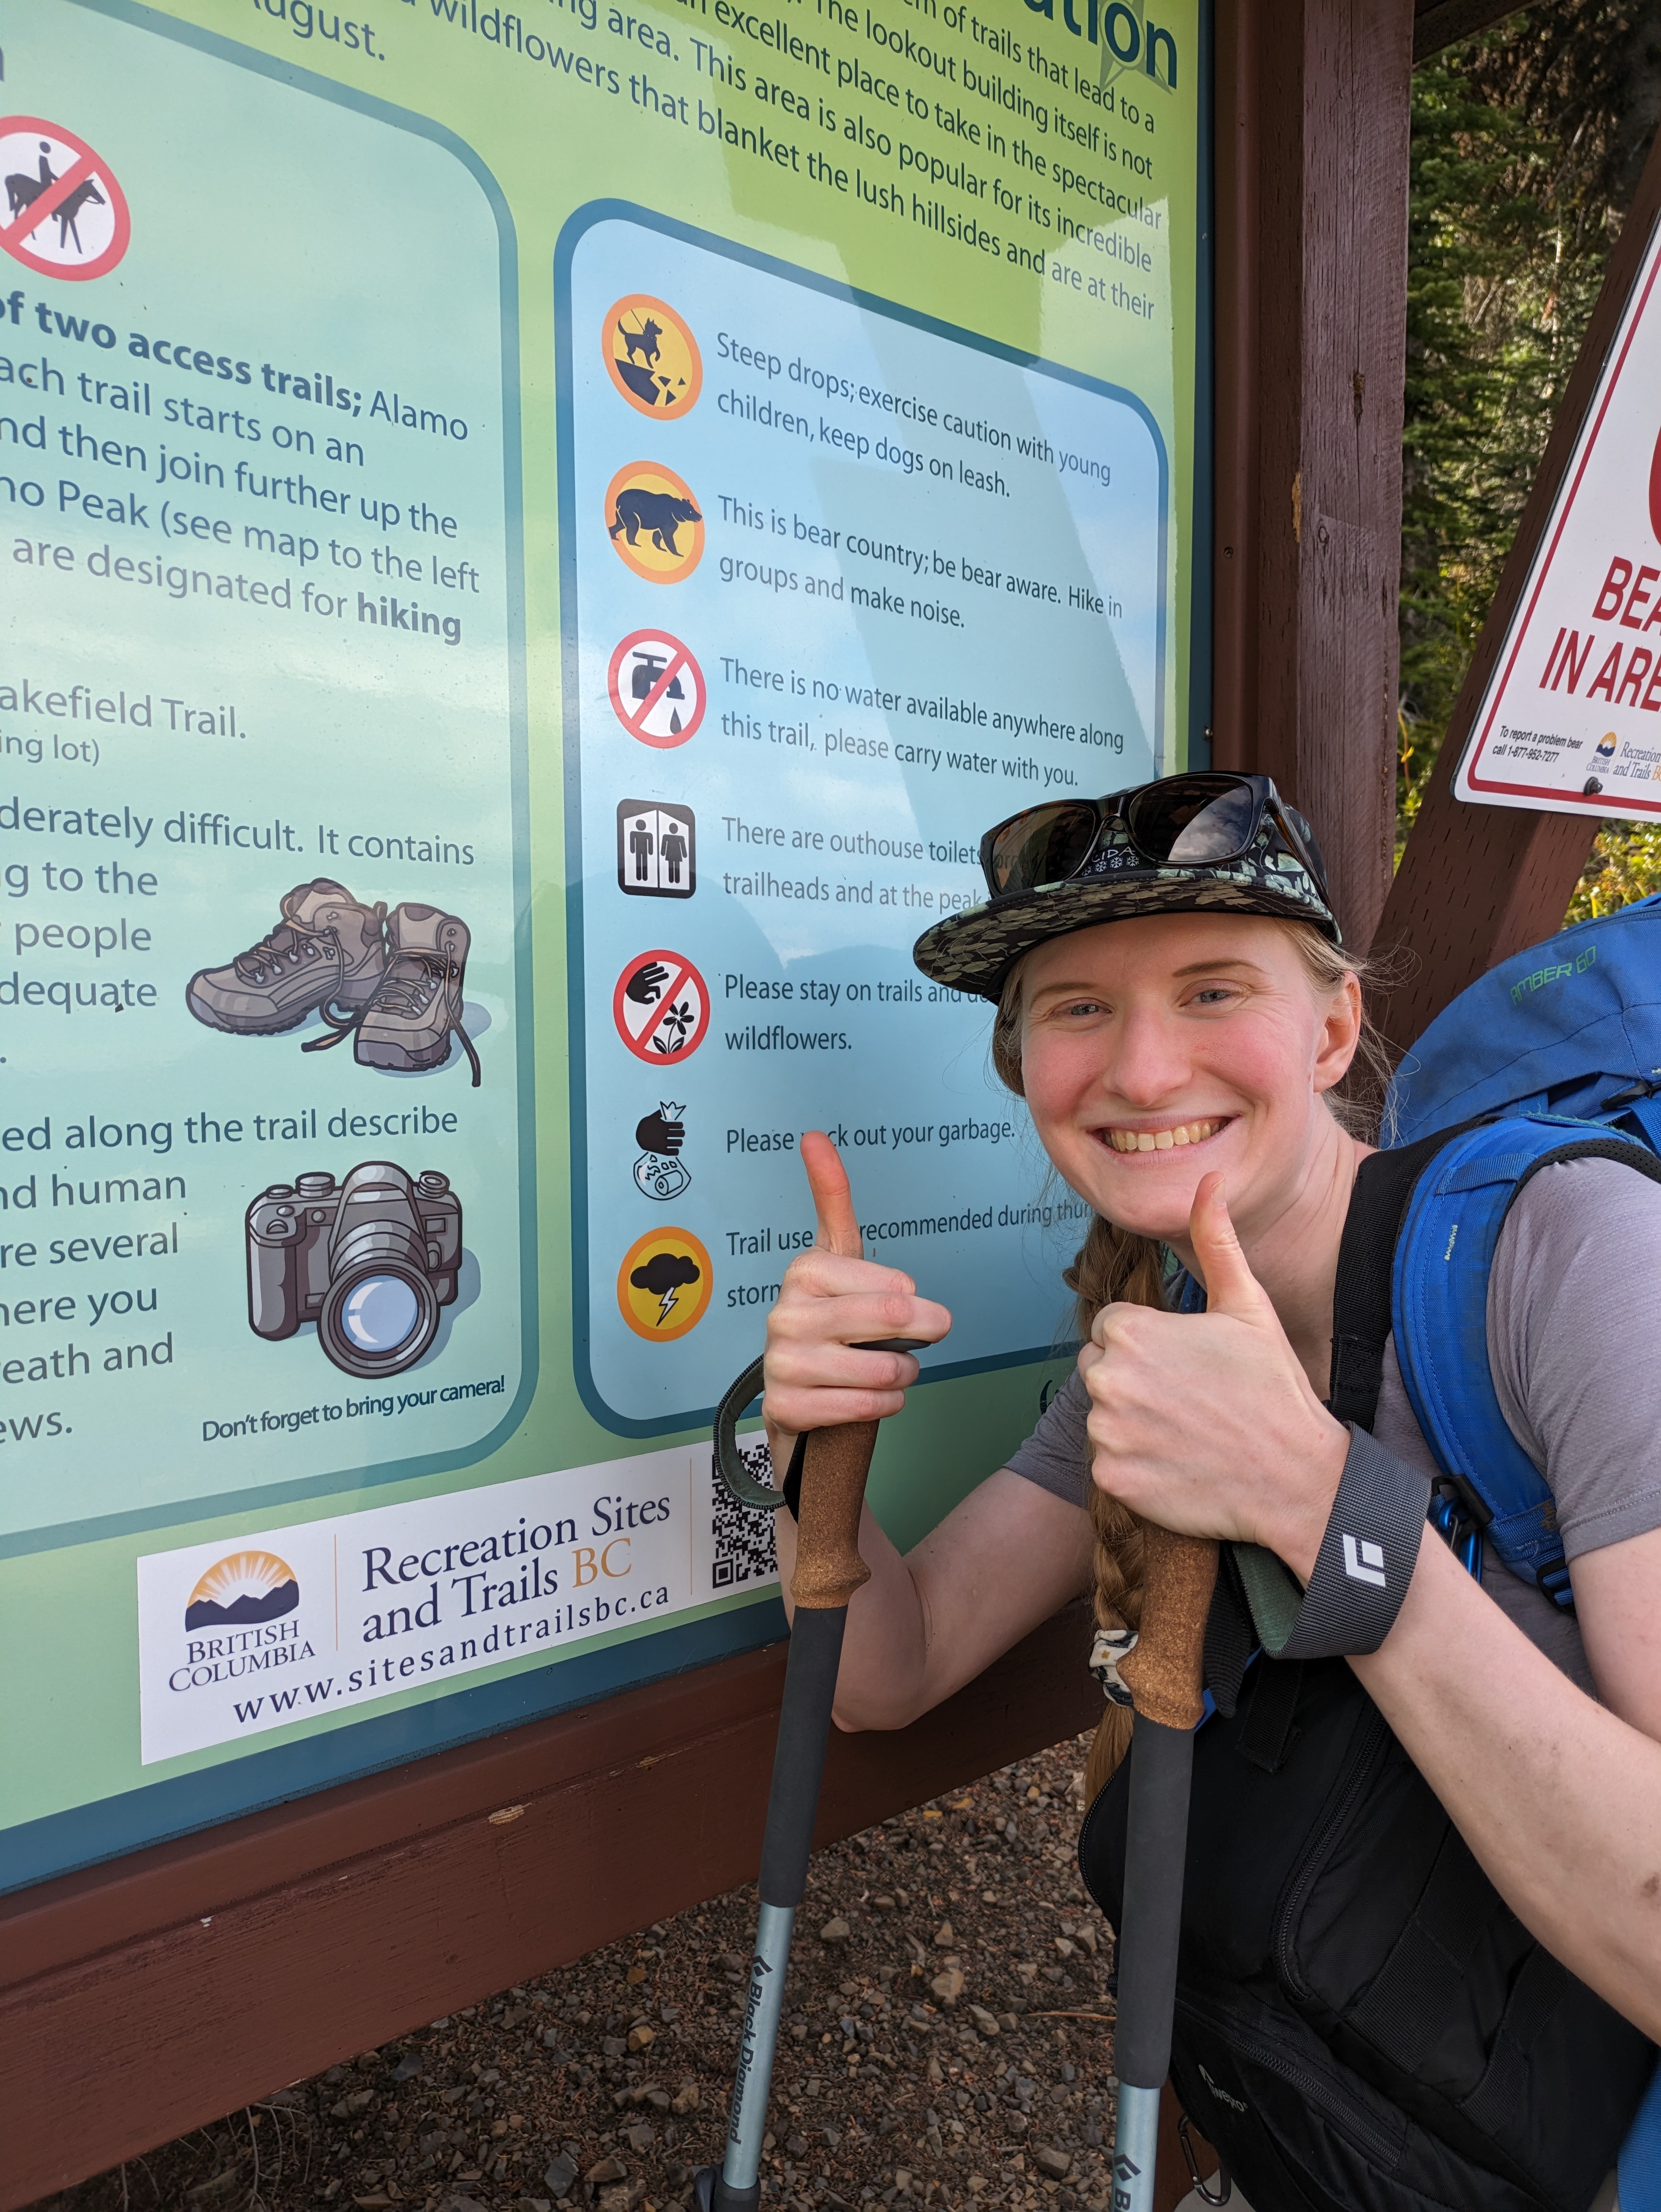 ation
m of trails that lead to a
The lookout building itself is not
excellent place to take in the spectacular
ing area. This area is also popular for its incredible
wildflowers that blanket the lush hillsides and are at their
ugust.
of two access trails; Alamo
ach trail starts on an
nd then join further up the
mo Peak (see map to the left
are designated for hiking
akefield Trail.
ing lot)
derately difficult. It contains
g to the
people
dequate
ed along the trail describe
nd human
re several
here you
eath and
ews.
Don't forget to bring your camera!
Steep drops; exercise caution with young
children, keep dogs on leash.
This is bear country; be bear aware. Hike in
groups and make noise.
There is no water available anywhere along
this trail, please carry water with you.
There are outhouse toilets
trailheads and at the peak
Please stay on trails and
wildflowers.
Please ck out your garbage.
Trail use recommended during thu
storm
BRITISH
COLUMBIA
Recreation Sites
and Trails BC
www.sitesandtrailsbc.ca
BEA
IN ARE
To report a problem bear
call 1-877-952-7277
BRITISH
COLUMBIA
Recreation
and Trails B
CIDA
AMBER 60
Black Diamond
B